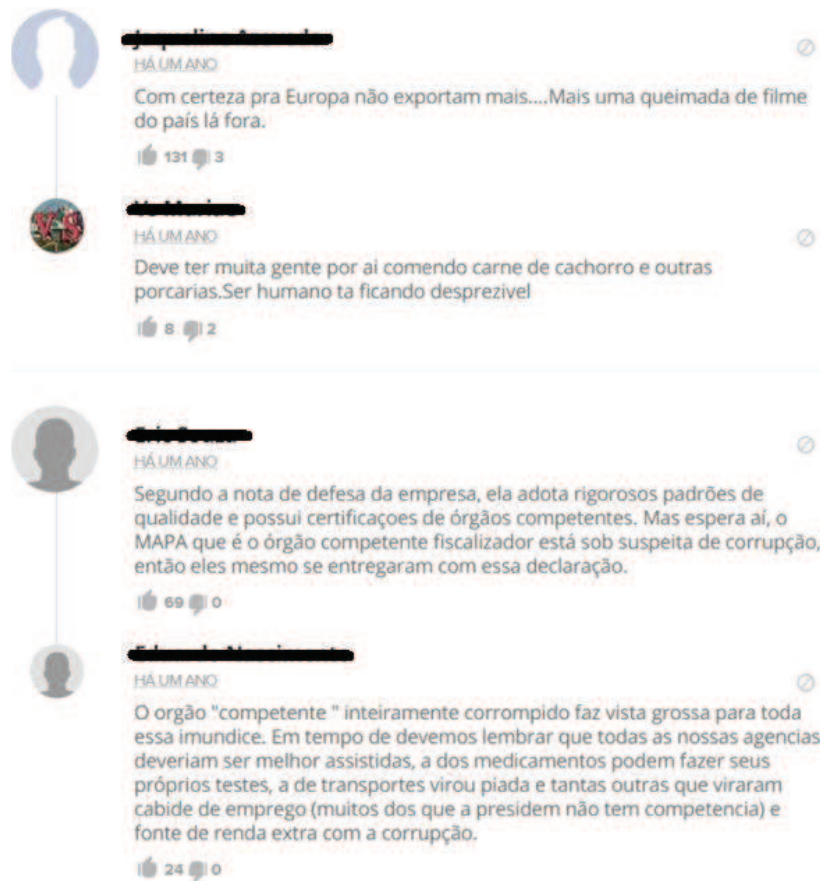 HÁ UM ANO
Com certeza pra Europa não exportam mais....Mais uma queimada de filme
do país lá fora.
131 3
VS
HÁ UM ANO
Deve ter muita gente por ai comendo carne de cachorro e outras
porcarias.Ser humano ta ficando desprezivel
8 2
HÁ UM ANO
Segundo a nota de defesa da empresa, ela adota rigorosos padrões de
qualidade e possui certificaçoes de órgãos competentes. Mas espera aí, o
MAPA que é o órgão competente fiscalizador está sob suspeita de corrupção,
então eles mesmo se entregaram com essa declaração.
69 0
HÁ UM ANO
O orgão "competente " inteiramente corrompido faz vista grossa para toda
essa imundice. Em tempo de devemos lembrar que todas as nossas agencias
deveriam ser melhor assistidas, a dos medicamentos podem fazer seus
próprios testes, a de transportes virou piada e tantas outras que viraram
cabide de emprego (muitos dos que a presidem não tem competencia) e
fonte de renda extra com a corrupção.
24 0